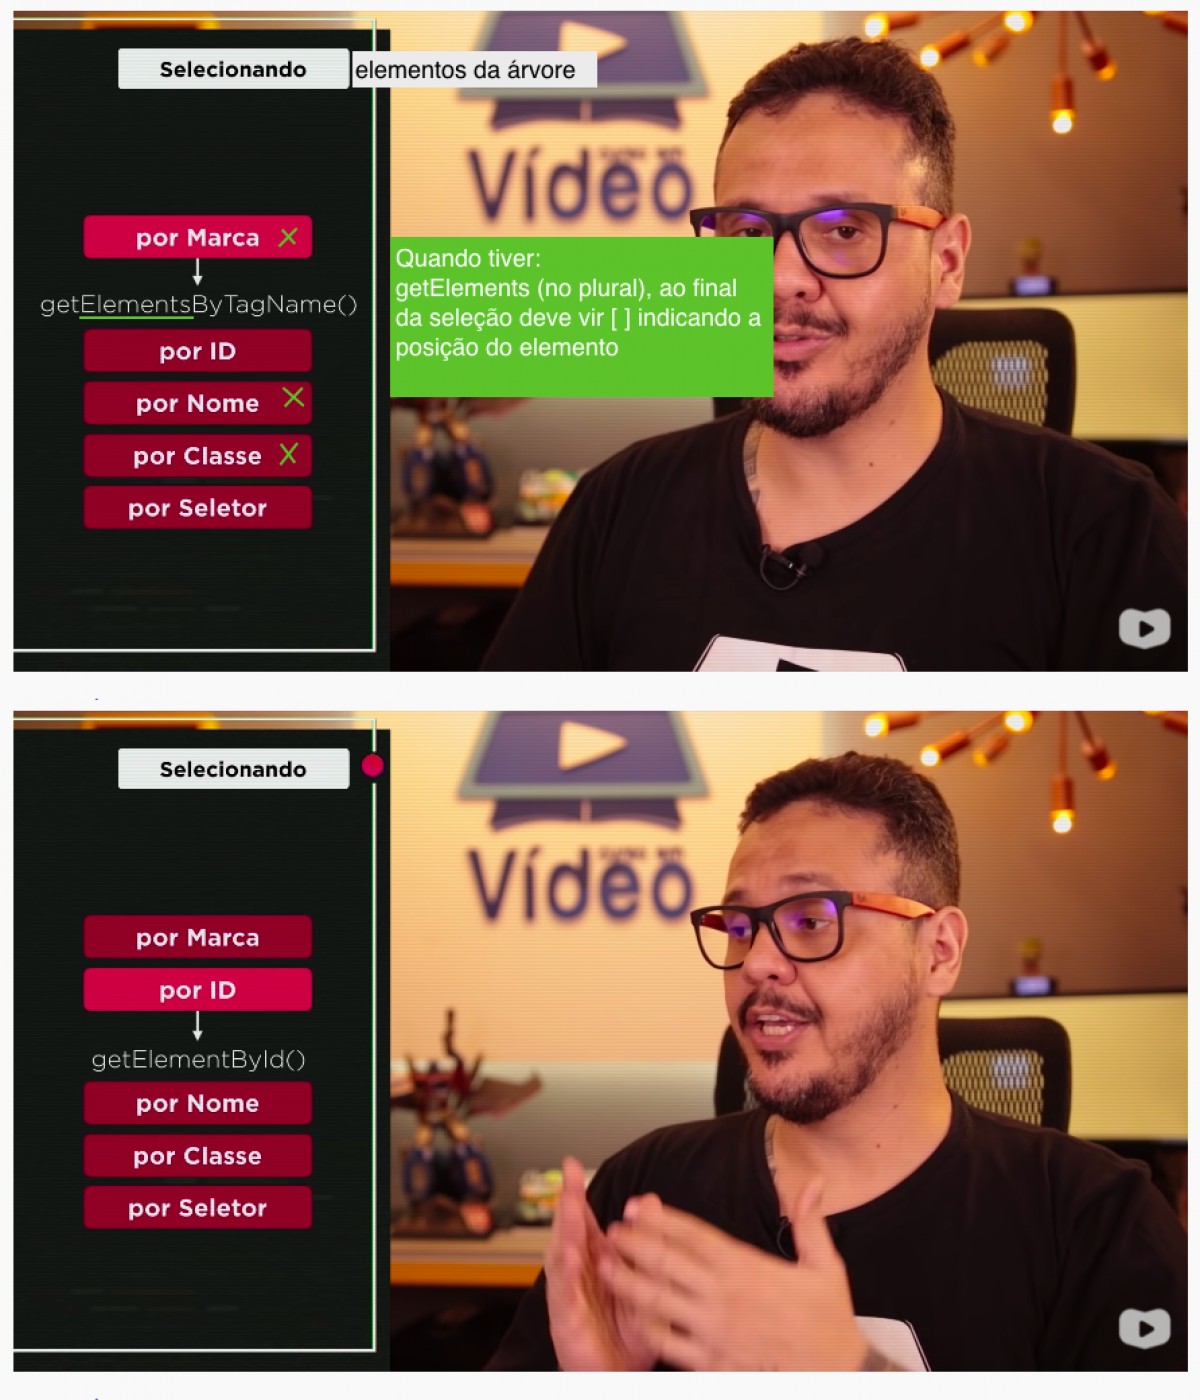 Selecionando elementos da árvore
Vídeo
por Marca
getElementsByTagName()
por ID
por Nome
por Classe
por Seletor
Quando tiver:
getElements (no plural), ao final
da seleção deve vir [ ] indicando a
posição do elemento
Selecionando
Vídeo
por Marca
por ID
getElementById()
por Nome
por Classe
por Seletor